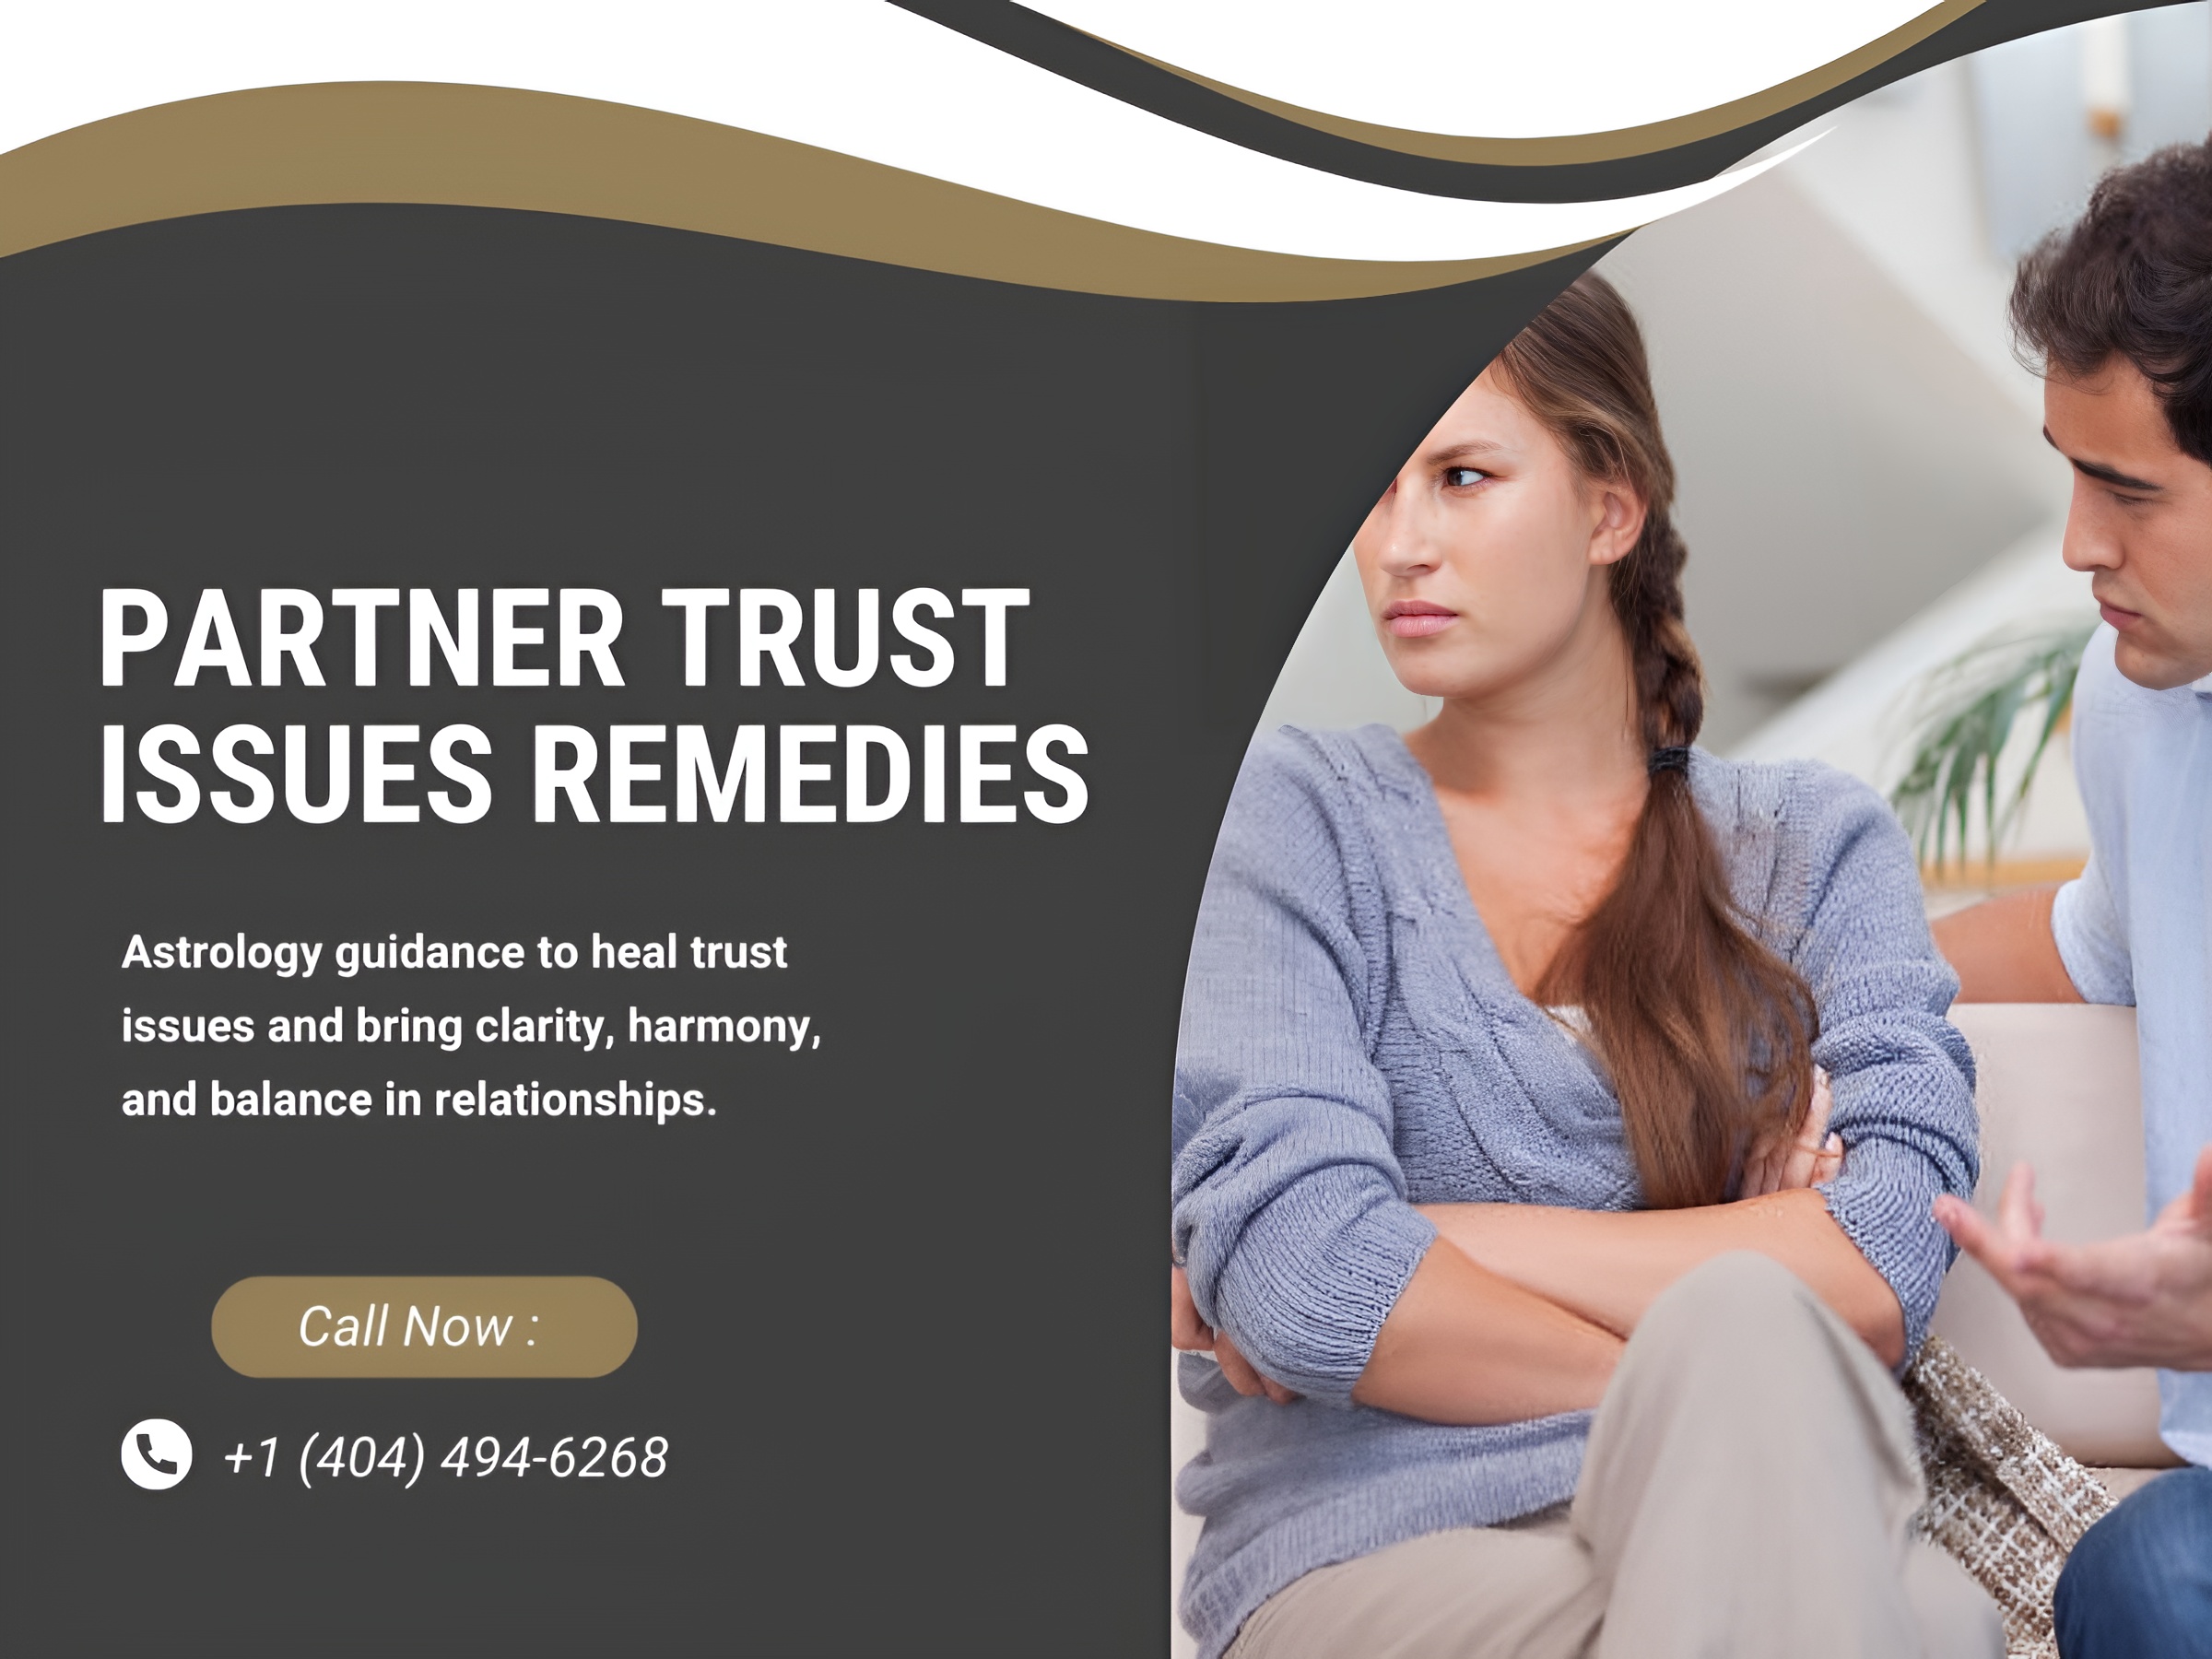 PARTNER TRUST
ISSUES REMEDIES
Astrology guidance to heal trust
issues and bring clarity, harmony,
and balance in relationships.
Call Now :
+1 (404) 494-6268